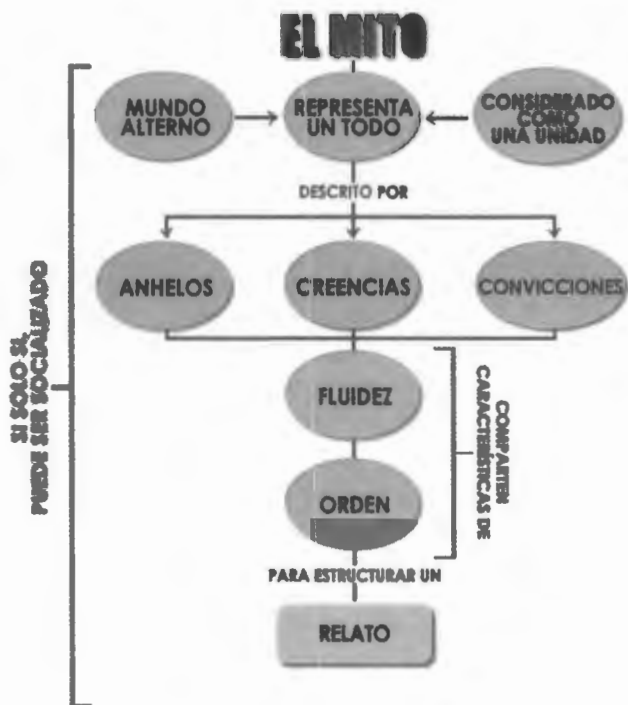 EL MITO
MUNDO
ALTERNO
REPRESENTA
UN TODO
CONSIDERADO
COMO
UNA UNIDAD
DESCRITO POR
ANHELOS
CREENCIAS
CONVICCIONES
SI SOLO SI,
PUEDE SER SOCIALIZADO
FLUIDEZ
COMPARTEN
CARACTERÍSTICAS DE
ORDEN
PARA ESTRUCTURAR UN
RELATO